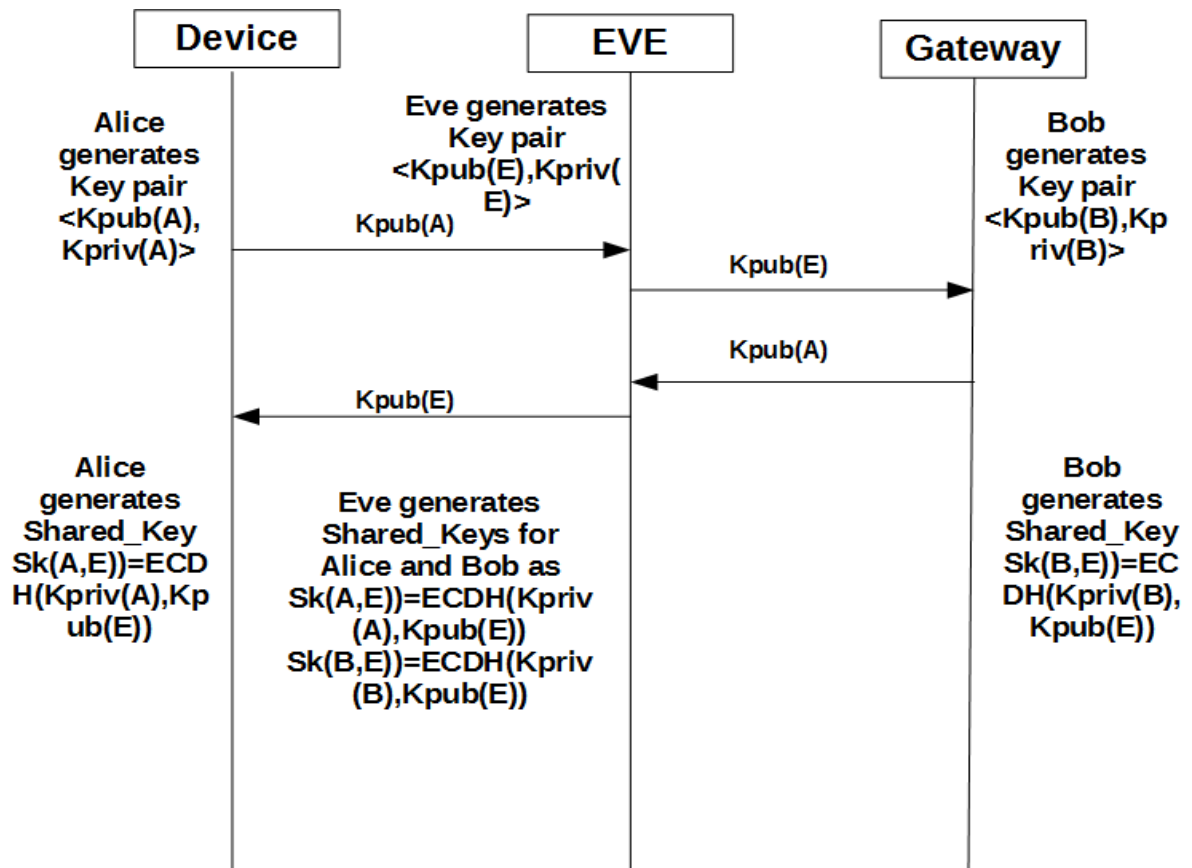 Device
EVE
Gateway
Alice
generates
Key pair
<Kpub(A),
Kpriv(A)>
Eve generates
Key pair
<Kpub(E),Kpriv(
E)>
Bob
generates
Key pair
<Kpub(B),Kp
riv(B)>
Kpub(A)
Kpub(E)
Kpub(A)
Kpub(E)
Alice
generates
Shared_Key
Sk(A,E))=ECD
H(Kpriv(A),Kp
ub(E))
Eve generates
Shared_Keys for
Alice and Bob as
Sk(A,E))=ECDH(Kpriv
(A),Kpub(E))
Sk(B,E))=ECDH(Kpriv
(B),Kpub(E))
Bob
generates
Shared_Key
Sk(B,E))=EC
DH(Kpriv(B),
Kpub(E))